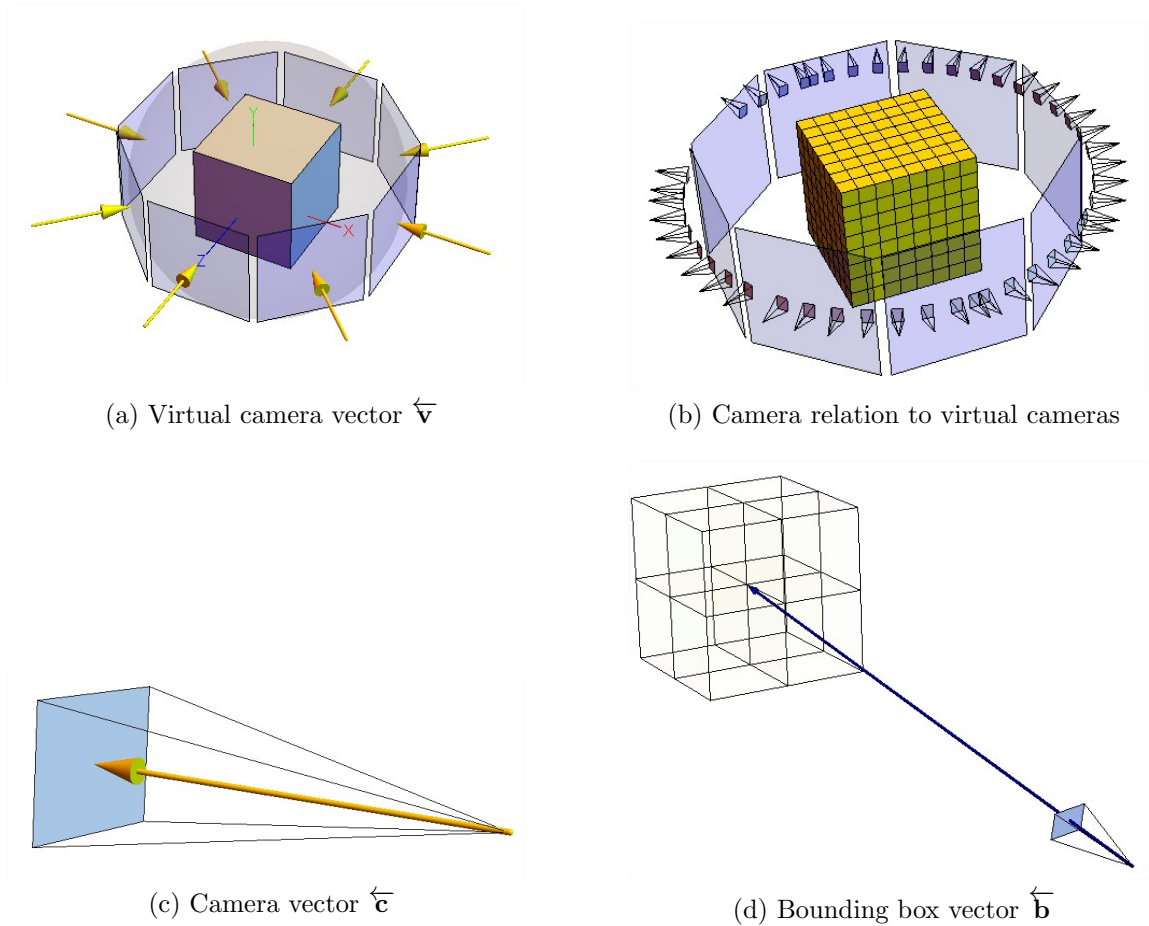 Y
X
Z
(a) Virtual camera vector v⃖
(b) Camera relation to virtual cameras
(c) Camera vector c⃖
(d) Bounding box vector b⃖